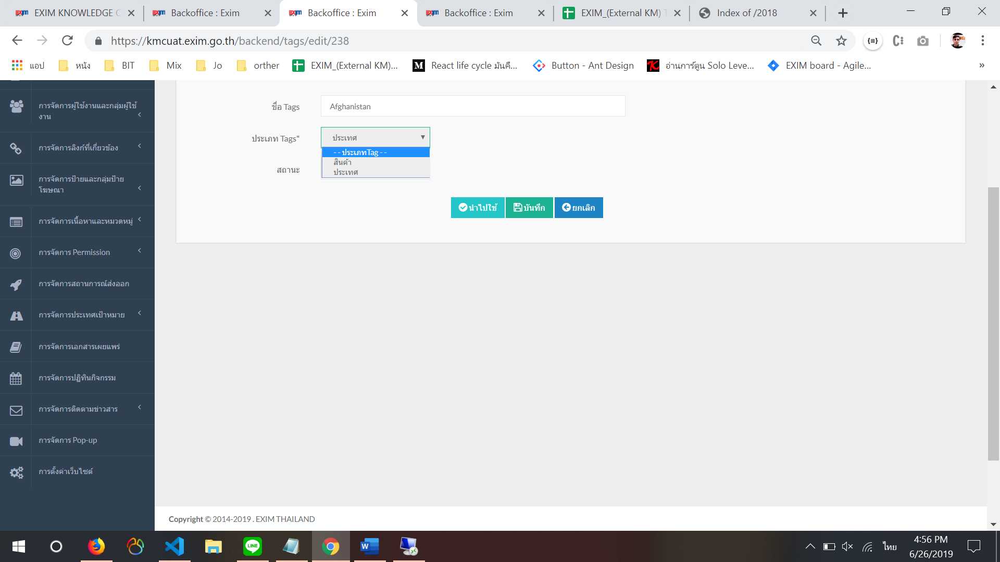 EXIM KNOWLEDGE C
Backoffice : Exim
Backoffice : Exim
Backoffice : Exim
EXIM_(External KM) T
Index of /2018
https://kmcuat.exim.go.th/backend/tags/edit/238
แอป
หนัง
BIT
Mix
Jo
orther
EXIM_(External KM)...
React life cycle มันคื...
Button - Ant Design
อ่านการ์ตูน Solo Leve...
EXIM board - Agile...
»
การจัดการผู้ใช้งานและกลุ่มผู้ใช้
งาน
การจัดการลิงก์ที่เกี่ยวข้อง
การจัดการป้ายและกลุ่มป้าย
โฆษณา
การจัดการเนื้อหาและหมวดหมู่
การจัดการ Permission
การจัดการสถานการณ์ส่งออก
การจัดการประเทศเป้าหมาย
การจัดการเอกสารเผยแพร่
การจัดการปฏิทินกิจกรรม
การจัดการติดตามข่าวสาร
การจัดการ Pop-up
การตั้งค่าเว็บไซต์
ชื่อ Tags
Afghanistan
ประเภท Tags*
ประเทศ
- - ประเภทTag - -
สินค้า
ประเทศ
สถานะ
นำไปใช้
บันทึก
ยกเลิก
Copyright © 2014-2019 . EXIM THAILAND
LINE
ไทย
4:56 PM
6/26/2019